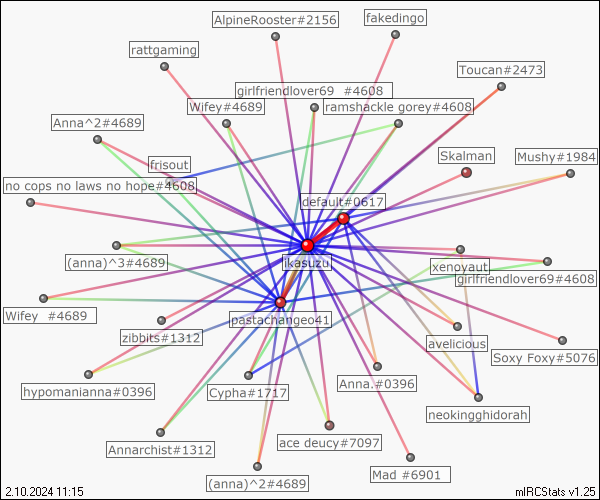 AlpineRooster#2156
fakedingo
rattgaming
Toucan#2473
girlfriendlover69 #4608
Wifey#4689
ramshackle gorey#4608
Anna^2#4689
Skalman
Mushy#1984
frisout
no cops no laws no hope#4608
default#0617
(anna)^3#4689
ikasuzu
xenoyaut
girlfriendlover69#4608
Wifey #4689
pastachangeo41
zibbits#1312
avelicious
Soxy Foxy#5076
hypomanianna#0396
Cypha#1717
Anna.#0396
neokingghidorah
Annarchist#1312
ace deucy#7097
(anna)^2#4689
Mad #6901
2.10.2024 11:15
mIRCStats v1.25